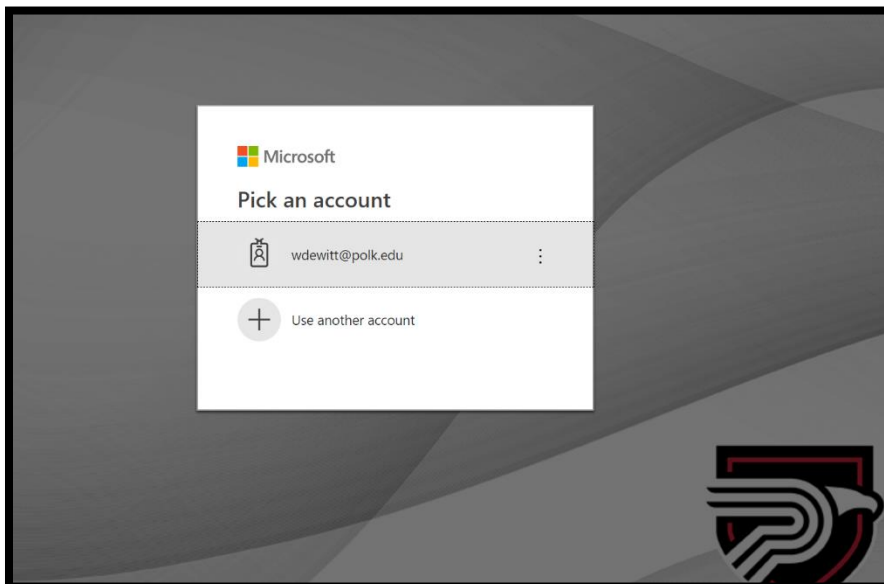 Microsoft
Pick an account
wdewitt@polk.edu
Use another account